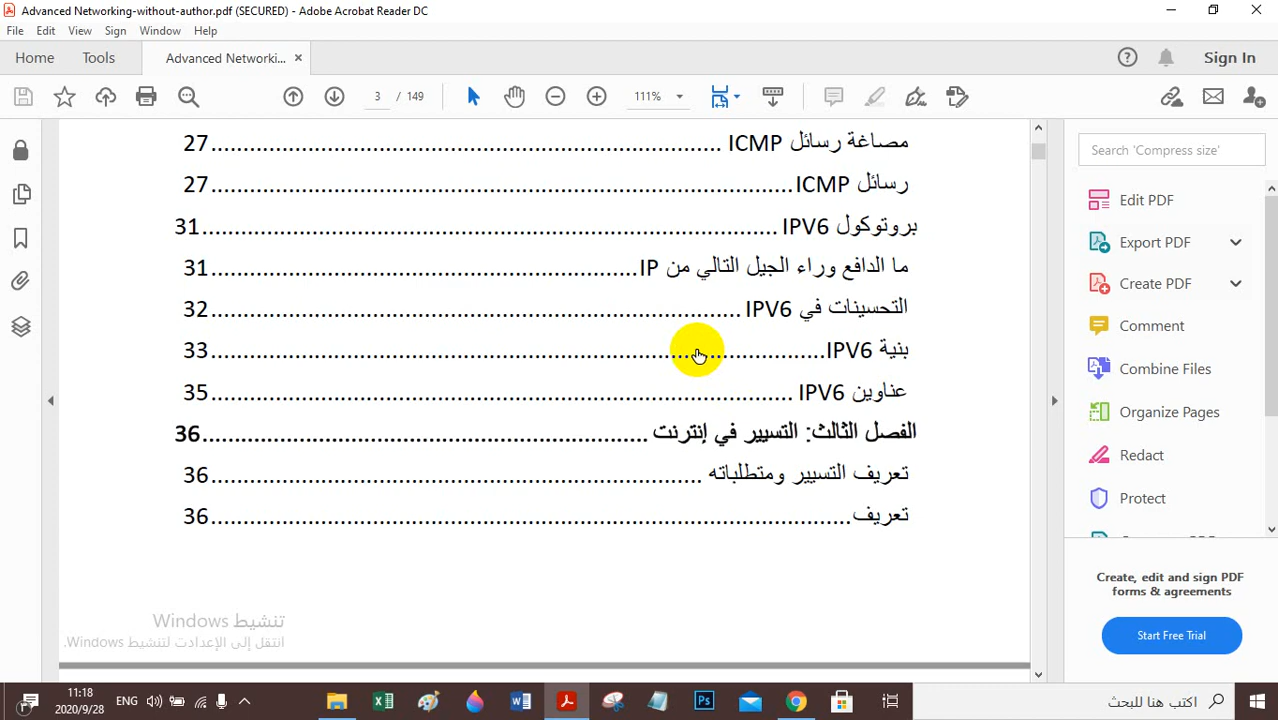 Advanced Networking-without-author.pdf (SECURED) - Adobe Acrobat Reader DC
File Edit View Sign Window Help
Home Tools Advanced Networki... × Sign In
3 / 149 111%
مصاغة رسائل ICMP ................ 27
رسائل ICMP ................ 27
بروتوكول IPV6 ................ 31
ما الدافع وراء الجيل التالي من IP ................ 31
التحسينات في IPV6 ................ 32
بنية IPV6 ................ 33
عناوين IPV6 ................ 35
الفصل الثالث: التسيير في إنترنت ................ 36
تعريف التسيير ومتطلباته ................ 36
تعريف ................ 36
تنشيط Windows
انتقل إلى الإعدادت لتنشيط Windows.
Search 'Compress size'
Edit PDF
Export PDF
Create PDF
Comment
Combine Files
Organize Pages
Redact
Protect
Create, edit and sign PDF
forms & agreements
Start Free Trial
11:18
2020/9/28
ENG
اكتب هنا للبحث